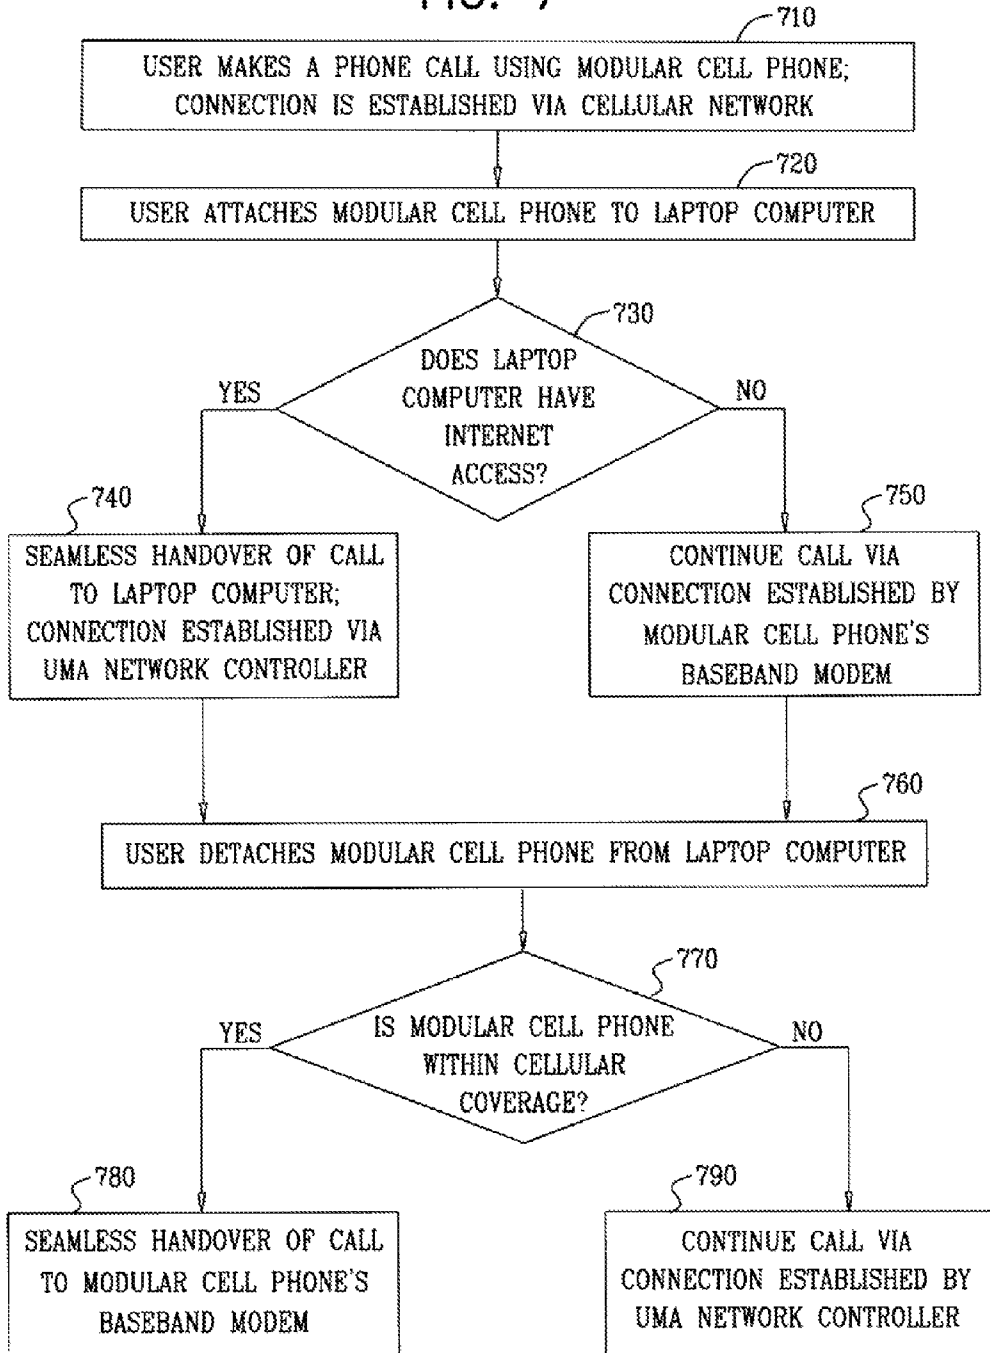 710
USER MAKES A PHONE CALL USING MODULAR CELL PHONE;
CONNECTION IS ESTABLISHED VIA CELLULAR NETWORK
720
USER ATTACHES MODULAR CELL PHONE TO LAPTOP COMPUTER
730
DOES LAPTOP
COMPUTER HAVE
INTERNET
ACCESS?
YES
NO
740
SEAMLESS HANDOVER OF CALL
TO LAPTOP COMPUTER;
CONNECTION ESTABLISHED VIA
UMA NETWORK CONTROLLER
750
CONTINUE CALL VIA
CONNECTION ESTABLISHED BY
MODULAR CELL PHONE'S
BASEBAND MODEM
760
USER DETACHES MODULAR CELL PHONE FROM LAPTOP COMPUTER
770
IS MODULAR CELL PHONE
WITHIN CELLULAR
COVERAGE?
YES
NO
780
SEAMLESS HANDOVER OF CALL
TO MODULAR CELL PHONE'S
BASEBAND MODEM
790
CONTINUE CALL VIA
CONNECTION ESTABLISHED BY
UMA NETWORK CONTROLLER